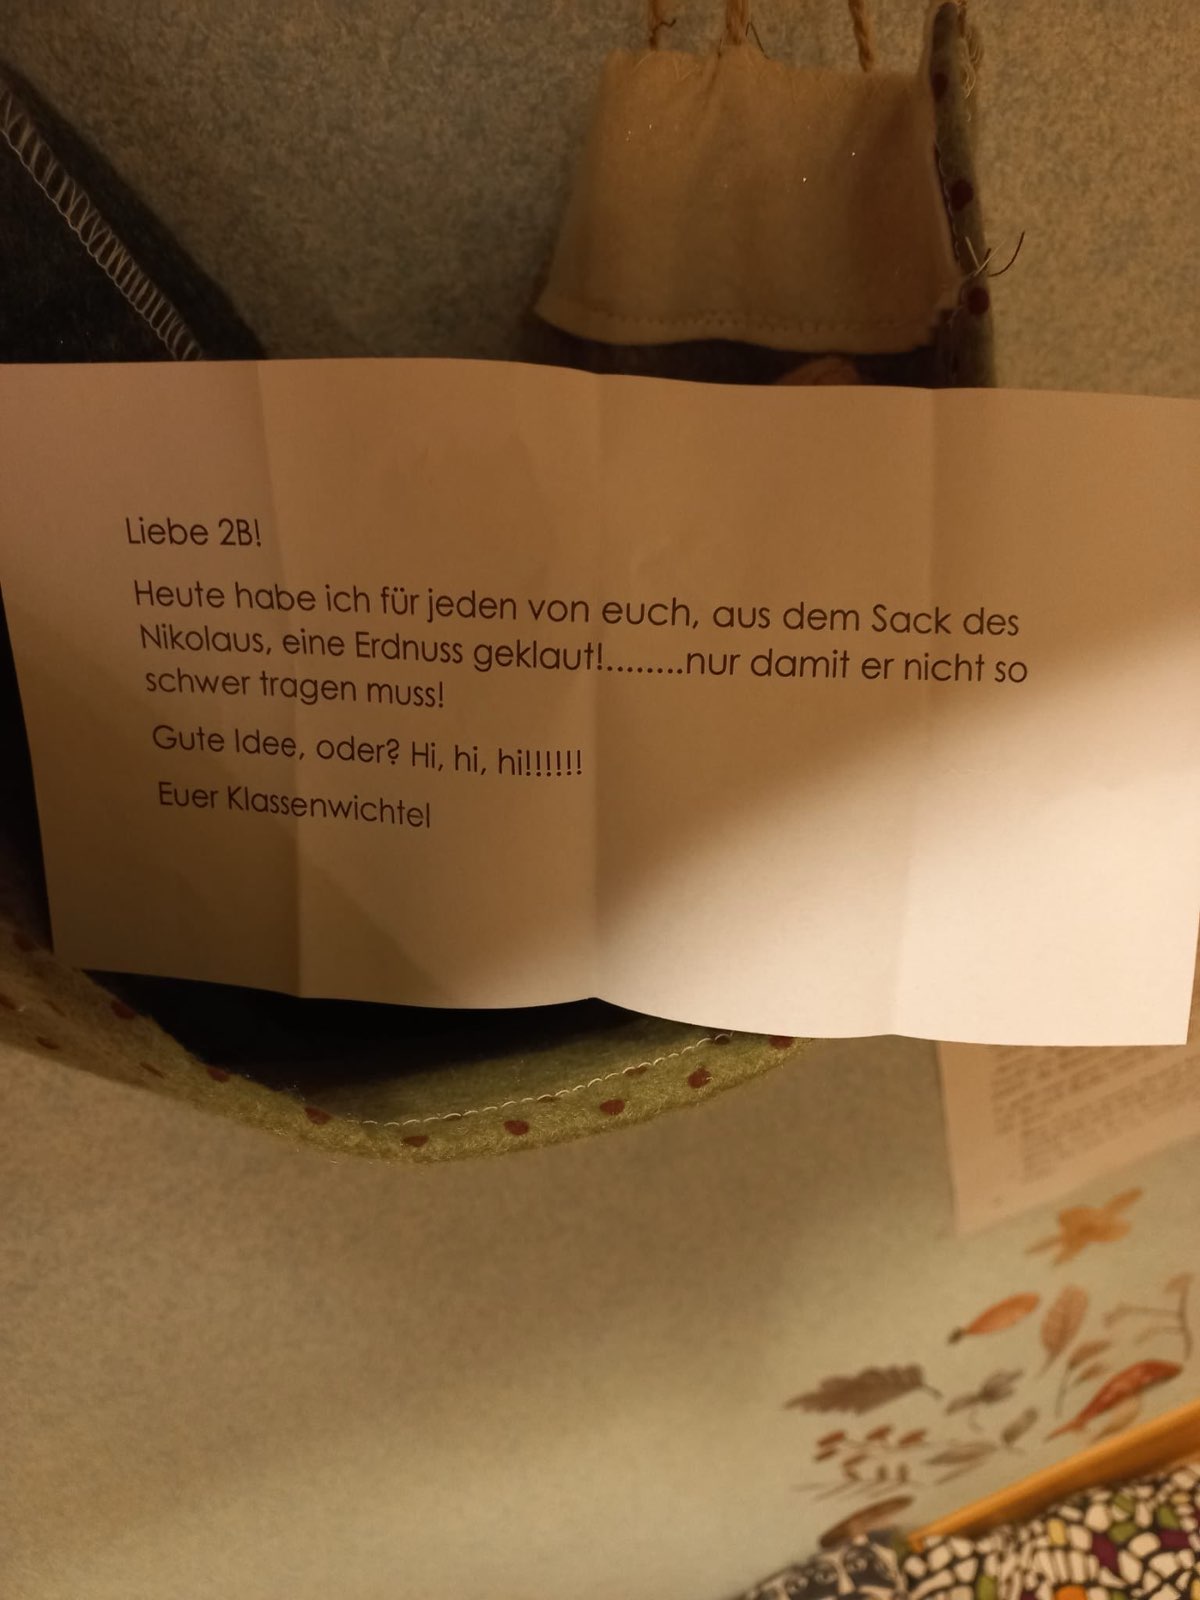 Liebe 2B!
Heute habe ich für jeden von euch, aus dem Sack des
Nikolaus, eine Erdnuss geklaut!........nur damit er nicht so
schwer tragen muss!
Gute Idee, oder? Hi, hi, hi!!!!!!
Euer Klassenwichtel